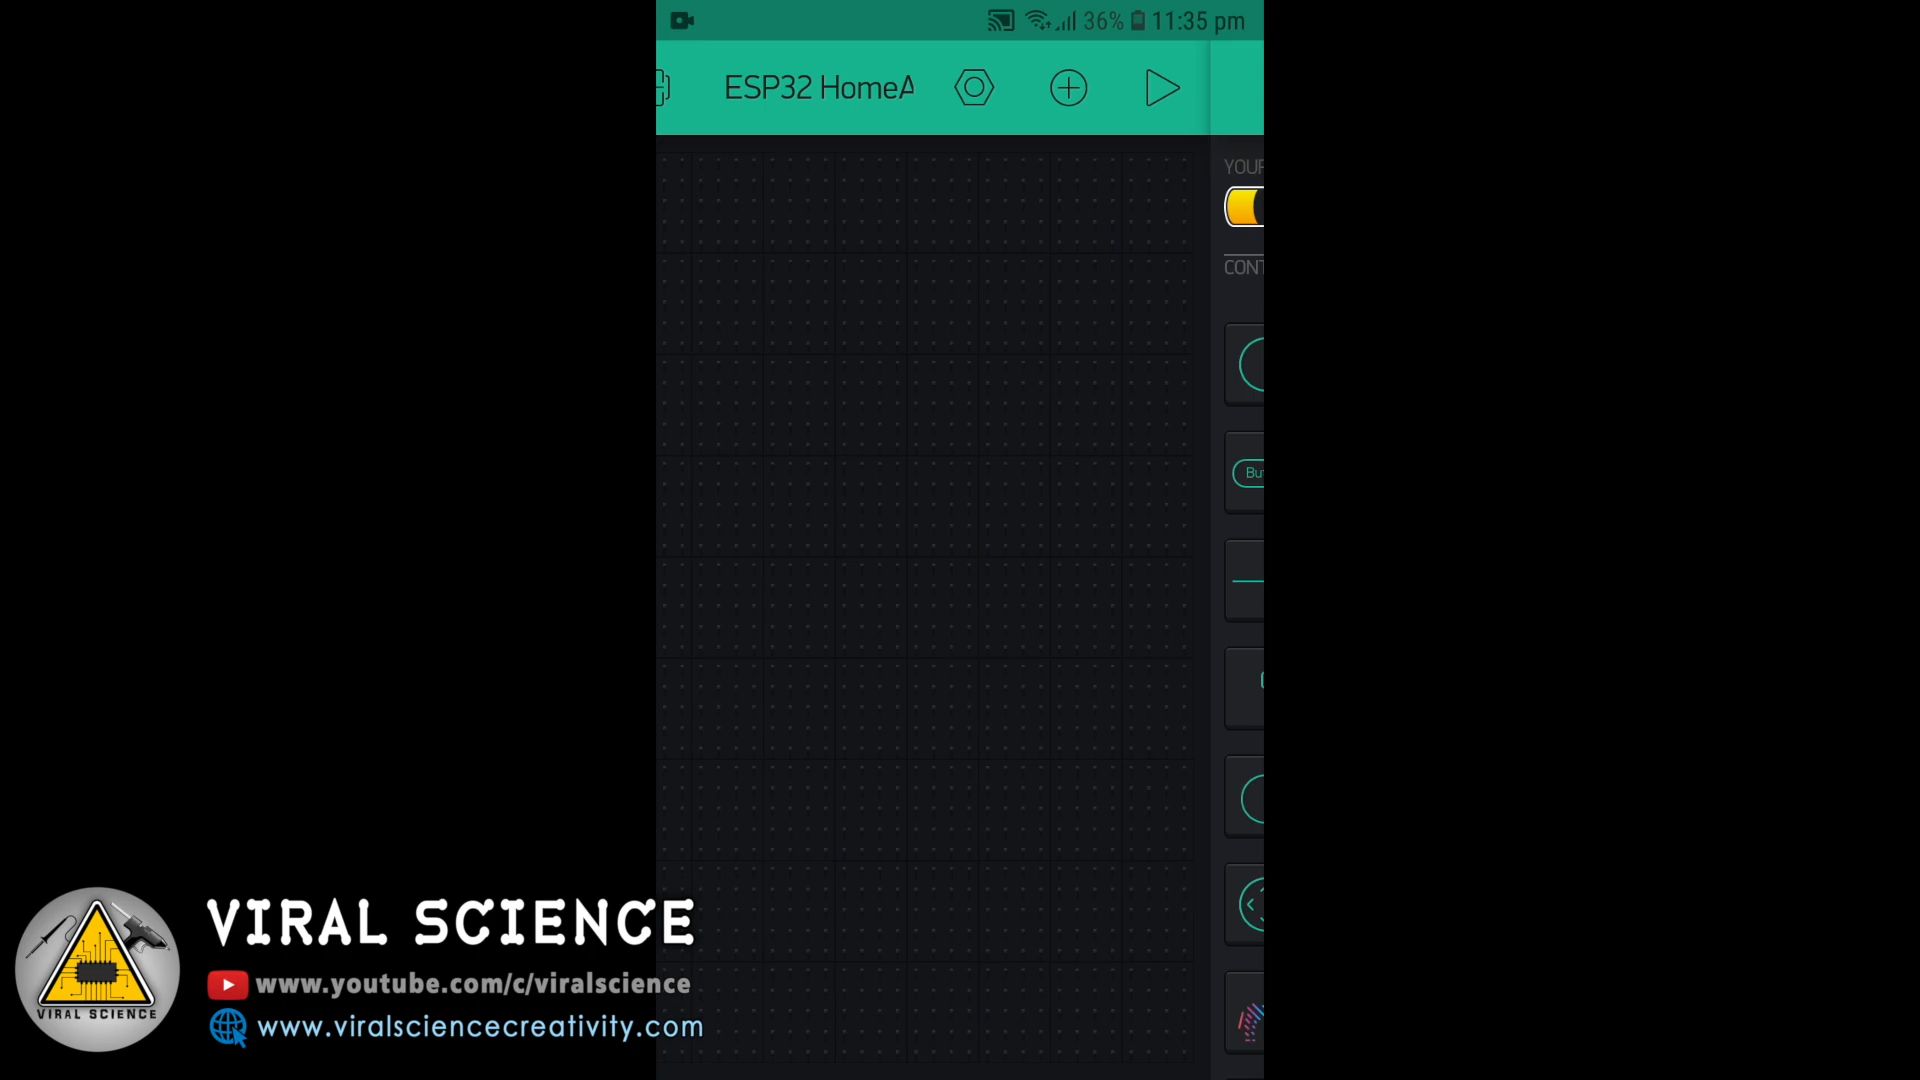 36% 11:35 pm
ESP32 HomeA
YOUR
CONT
But
VIRAL SCIENCE
www.youtube.com/c/viralscience
www.viralsciencecreativity.com
VIRAL SCIENCE